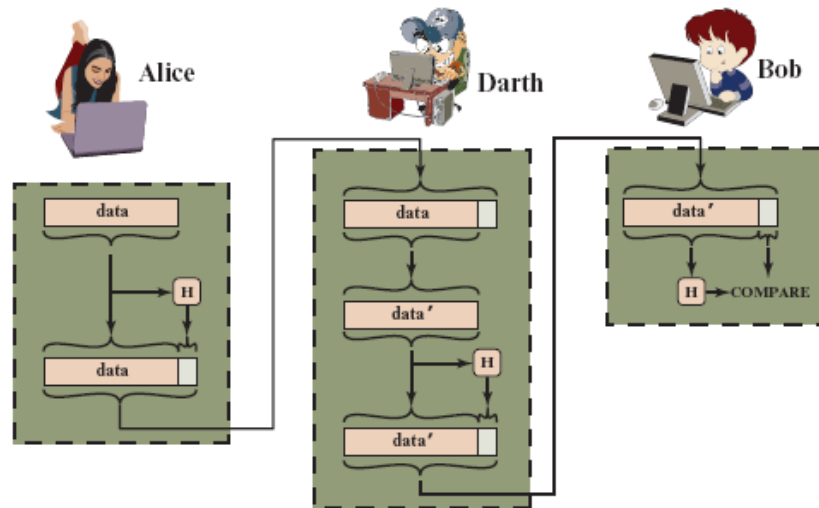 Alice
Darth
Bob
data
H
data
data
data′
H
data′
data′
H
COMPARE